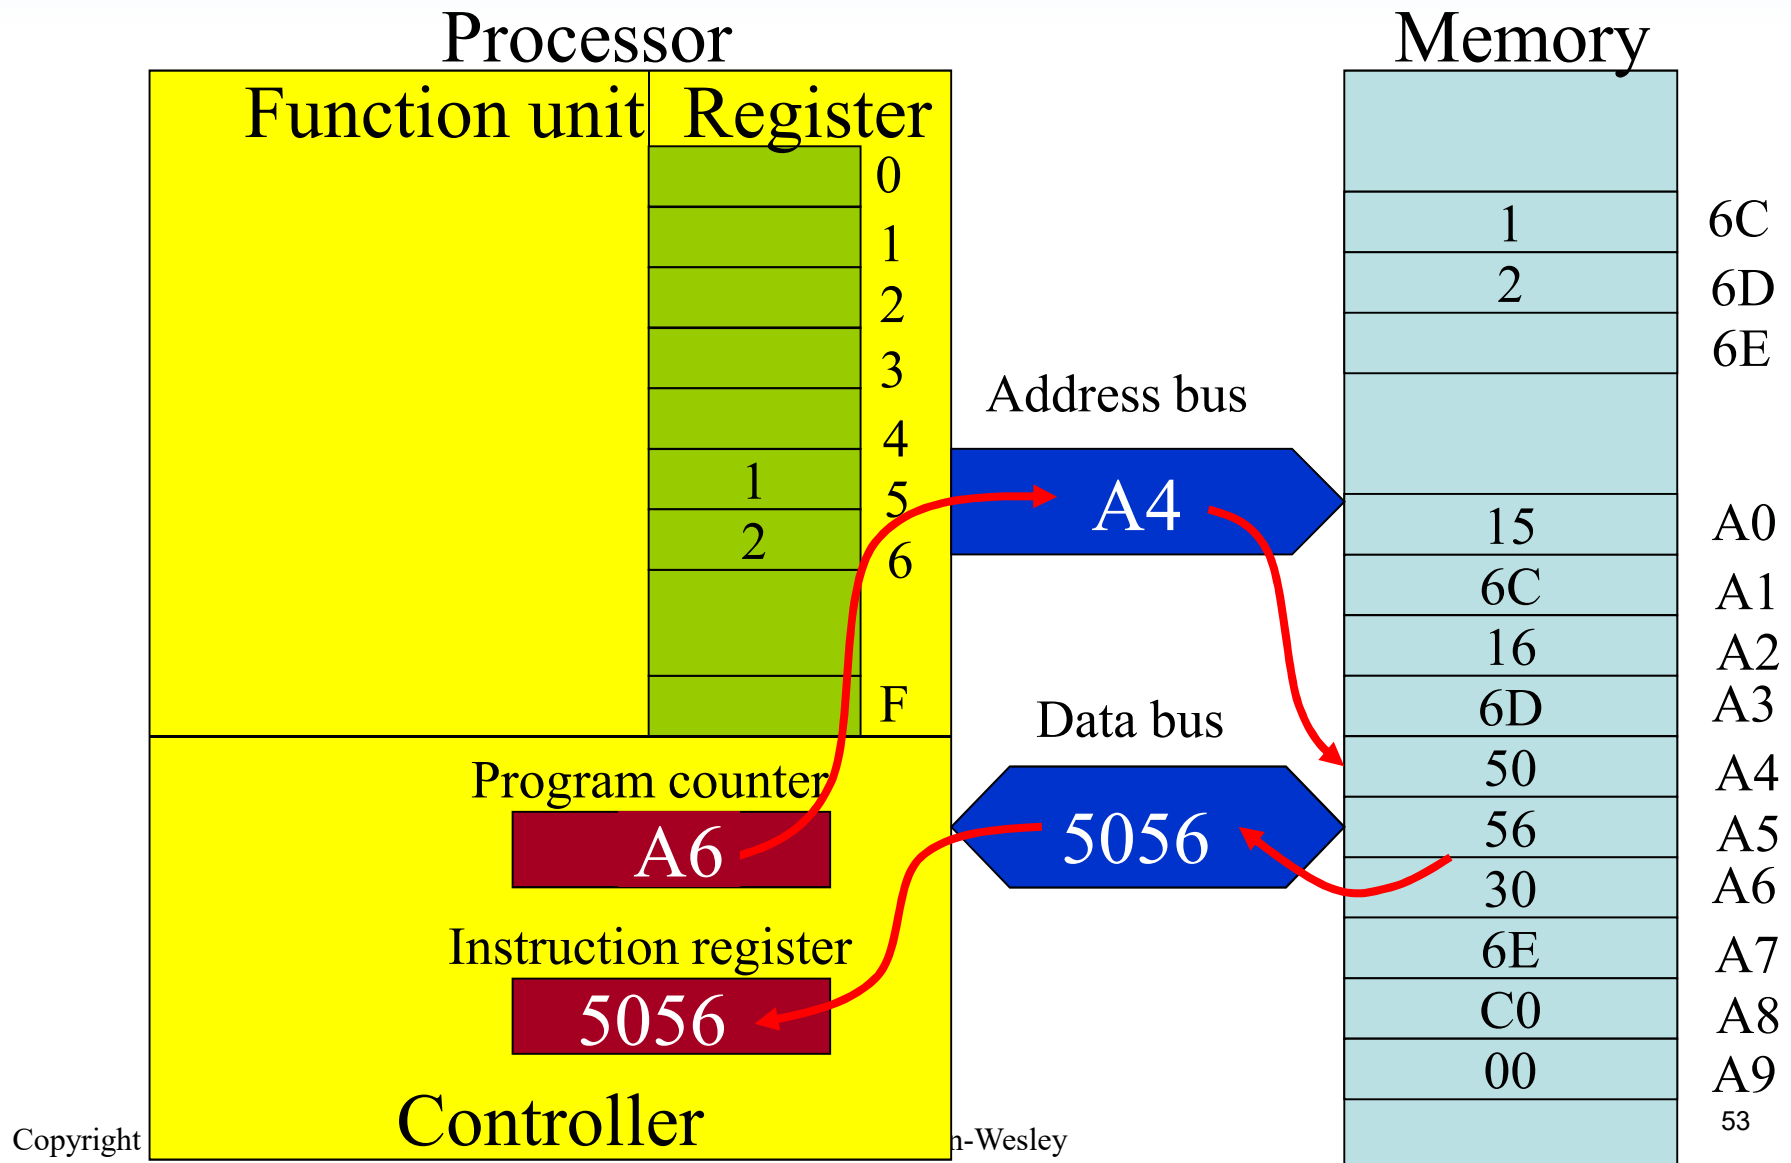 Processor
Memory
Function unit
Register
0
1
2
3
4
1 5
2 6
F
Address bus
A4
Data bus
5056
Program counter
A6
Instruction register
5056
Controller
1 6C
2 6D
6E
15 A0
6C A1
16 A2
6D A3
50 A4
56 A5
30 A6
6E A7
C0 A8
00 A9
Copyright
-Wesley
53